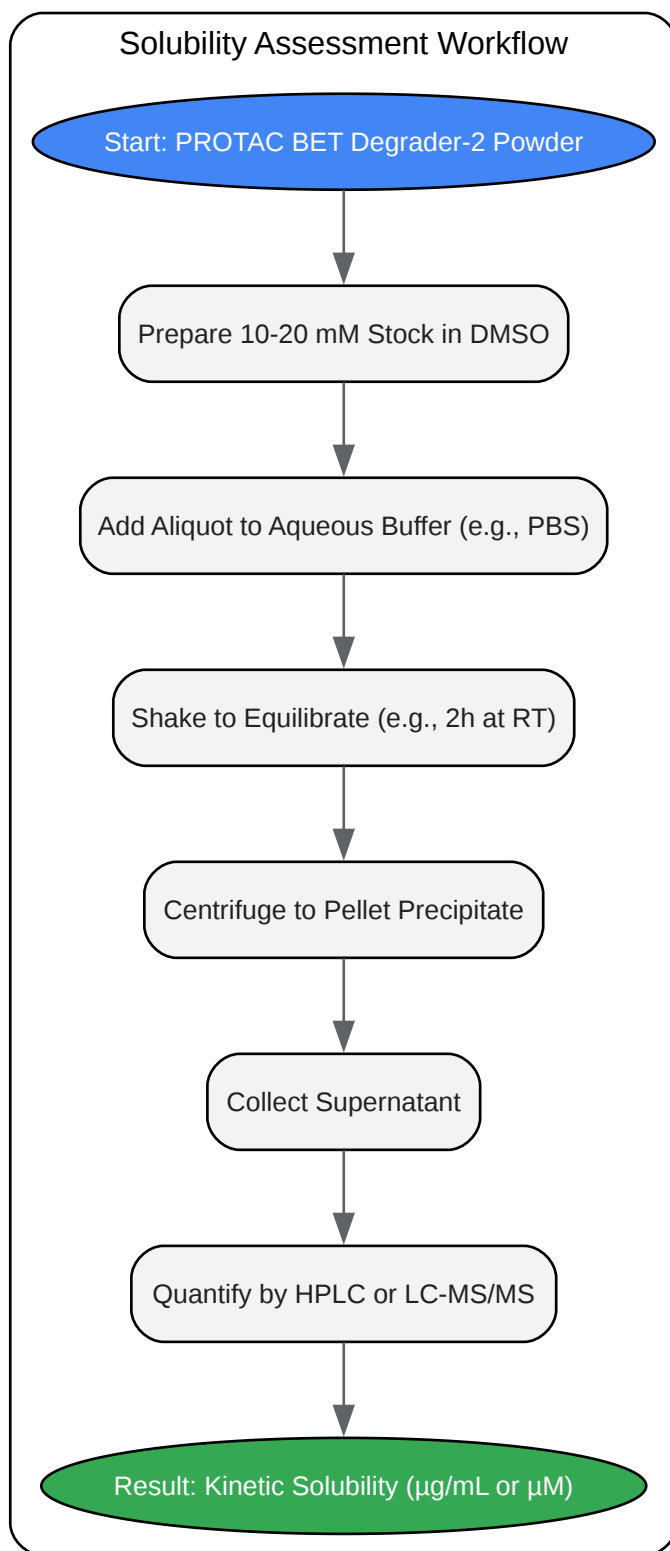 Solubility Assessment Workflow
Start: PROTAC BET Degrader-2 Powder
Prepare 10-20 mM Stock in DMSO
Add Aliquot to Aqueous Buffer (e.g., PBS)
Shake to Equilibrate (e.g., 2h at RT)
Centrifuge to Pellet Precipitate
Collect Supernatant
Quantify by HPLC or LC-MS/MS
Result: Kinetic Solubility (µg/mL or µM)